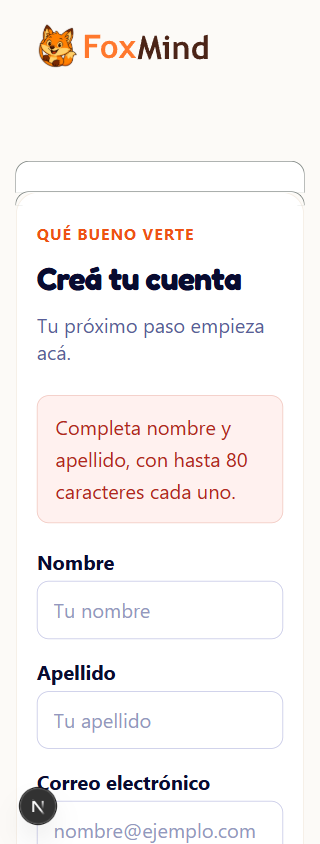 FoxMind
QUÉ BUENO VERTE
Creá tu cuenta
Tu próximo paso empieza
acá.
Completa nombre y
apellido, con hasta 80
caracteres cada uno.
Nombre
Tu nombre
Apellido
Tu apellido
Correo electrónico
N
nombre@ejemplo.com